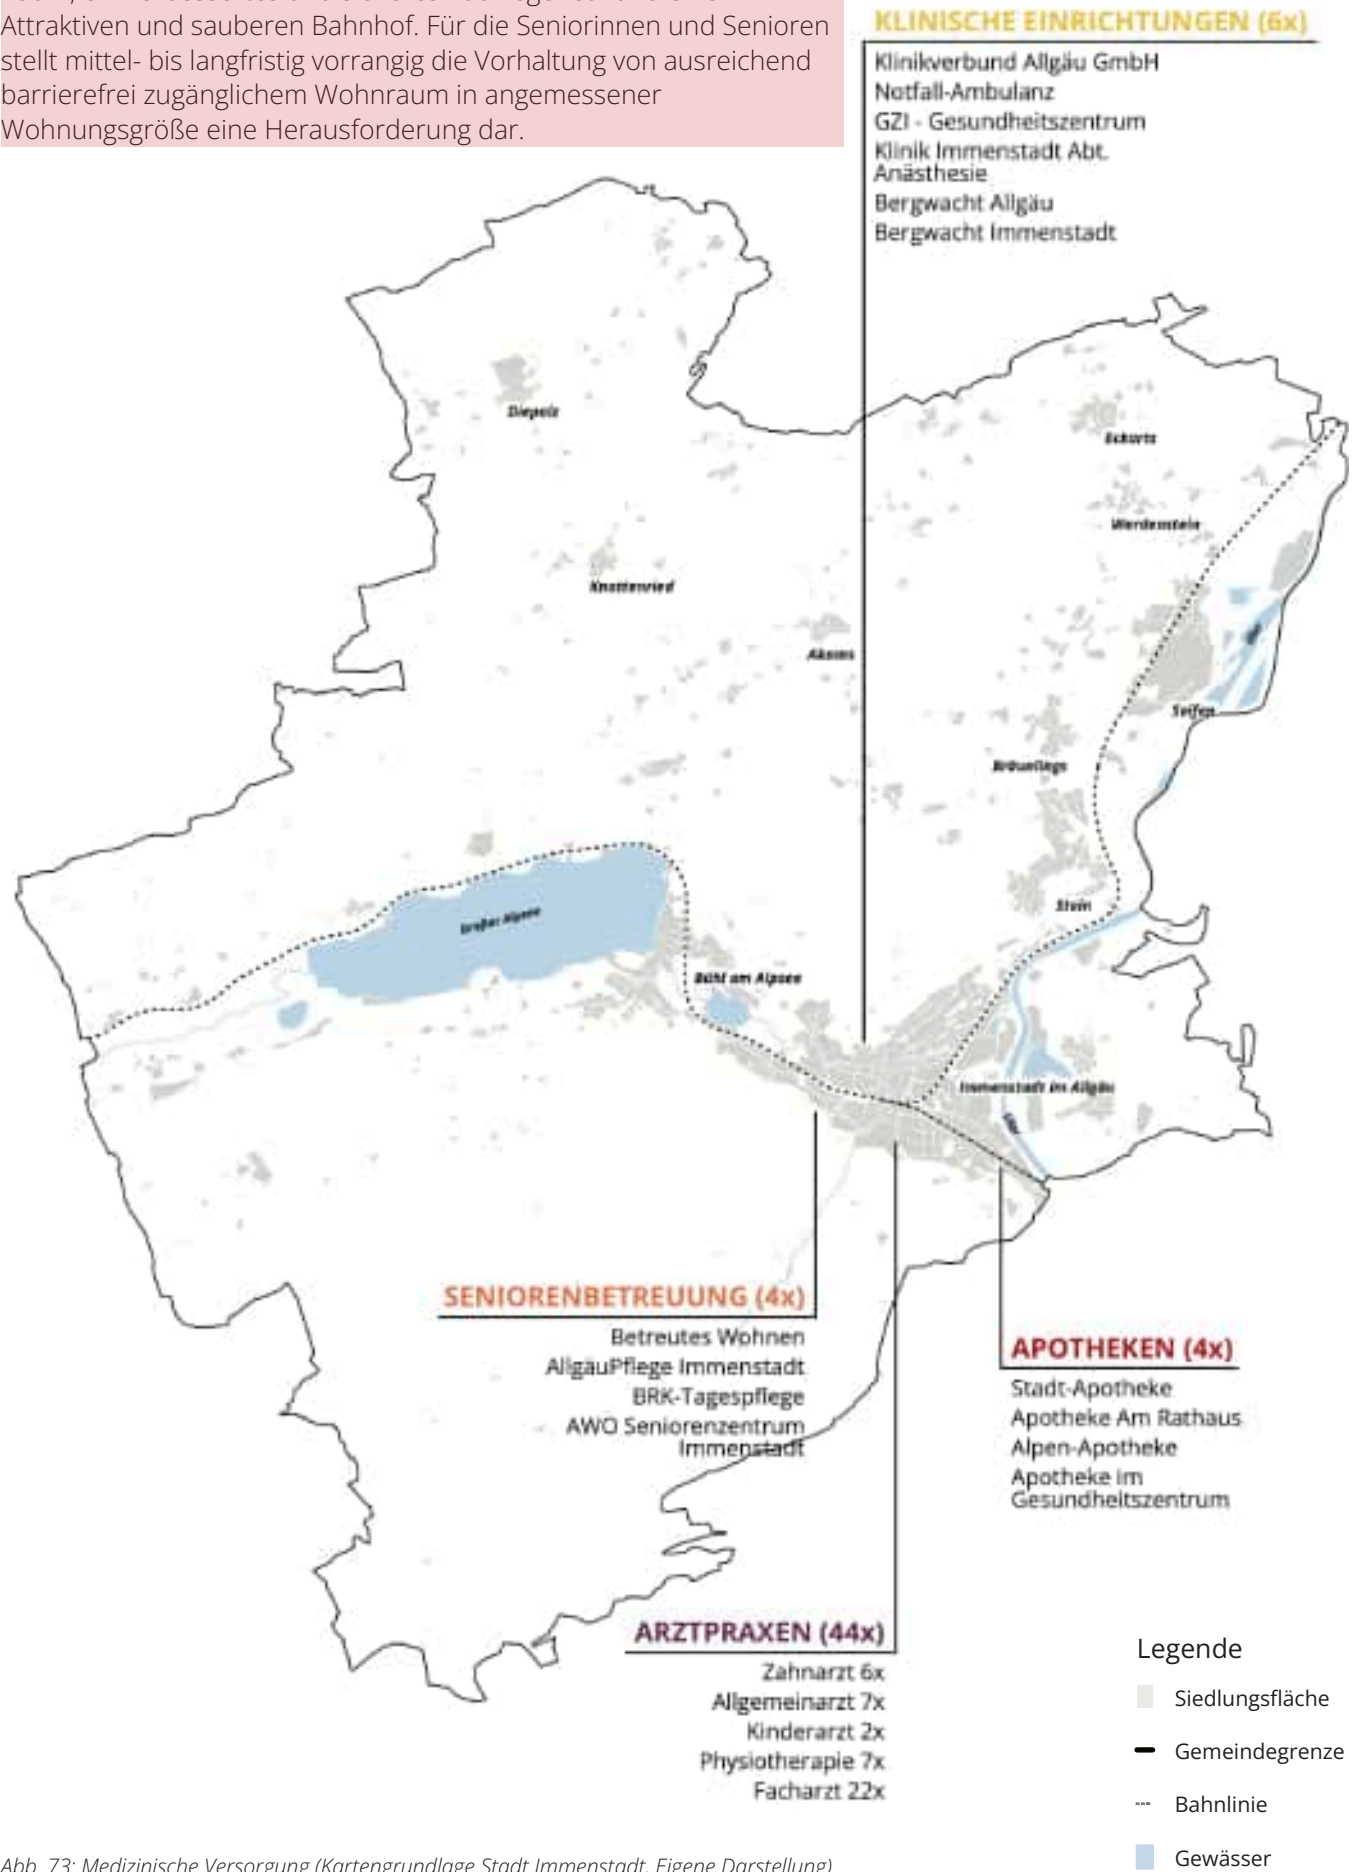 Attraktiven und sauberen Bahnhof. Für die Seniorinnen und Senioren
stellt mittel- bis langfristig vorrangig die Vorhaltung von ausreichend
barrierefrei zugänglichem Wohnraum in angemessener
Wohnungsgröße eine Herausforderung dar.
KLINISCHE EINRICHTUNGEN (6x)
Klinikverbund Allgäu GmbH
Notfall-Ambulanz
GZI - Gesundheitszentrum
Klinik Immenstadt Abt.
Anästhesie
Bergwacht Allgäu
Bergwacht Immenstadt
Diepolz
Eckarts
Werdenstein
Knottenried
Akams
Seifen
Bräunlings
Stein
Großer Alpsee
Bühl am Alpsee
Immenstadt im Allgäu
Iller
SENIORENBETREUUNG (4x)
Betreutes Wohnen
AllgäuPflege Immenstadt
BRK-Tagespflege
AWO Seniorenzentrum
Immenstadt
APOTHEKEN (4x)
Stadt-Apotheke
Apotheke Am Rathaus
Alpen-Apotheke
Apotheke im
Gesundheitszentrum
ARZTPRAXEN (44x)
Zahnarzt 6x
Allgemeinarzt 7x
Kinderarzt 2x
Physiotherapie 7x
Facharzt 22x
Legende
Siedlungsfläche
Gemeindegrenze
Bahnlinie
Gewässer
Abb. 73: Medizinische Versorgung (Kartengrundlage Stadt Immenstadt, Eigene Darstellung)